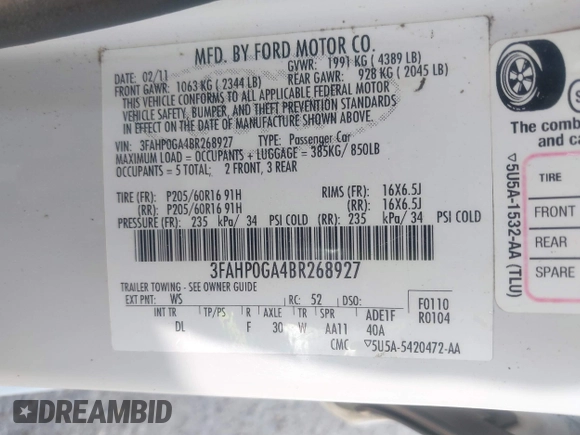 MFD. BY FORD MOTOR CO.
DATE: 02/11
GVWR: 1991 KG ( 4389 LB)
FRONT GAWR: 1063 KG ( 2344 LB)
REAR GAWR: 928 KG ( 2045 LB)
THIS VEHICLE CONFORMS TO ALL APPLICABLE FEDERAL MOTOR
VEHICLE SAFETY, BUMPER, AND THEFT PREVENTION STANDARDS
IN EFFECT ON THE DATE OF MANUFACTURE SHOWN ABOVE.
VIN: 3FAHP0GA4BR268927 TYPE: Passenger Car
MAXIMUM LOAD = OCCUPANTS + LUGGAGE = 385KG/ 850LB
OCCUPANTS = 5 TOTAL; 2 FRONT, 3 REAR
TIRE (FR): P205/60R16 91H RIMS (FR): 16X6.5J
(RR): P205/60R16 91H (RR): 16X6.5J
PRESSURE (FR): 235 kPa/ 34 PSI COLD (RR): 235 kPa/ 34 PSI COLD
3FAHP0GA4BR268927
TRAILER TOWING - SEE OWNER GUIDE
EXT PNT: WS RC: 52 DSO:
F0110
R0104
INT TR TP/PS R AXLE TR SPR ADE1F
DL F 30 W AA11 40A
CMC ▽5U5A-5420472-AA
▽5U5A-1532-AA (TLU)
The comb
and ca
TIRE
FRONT
REAR
SPARE
DREAMBID